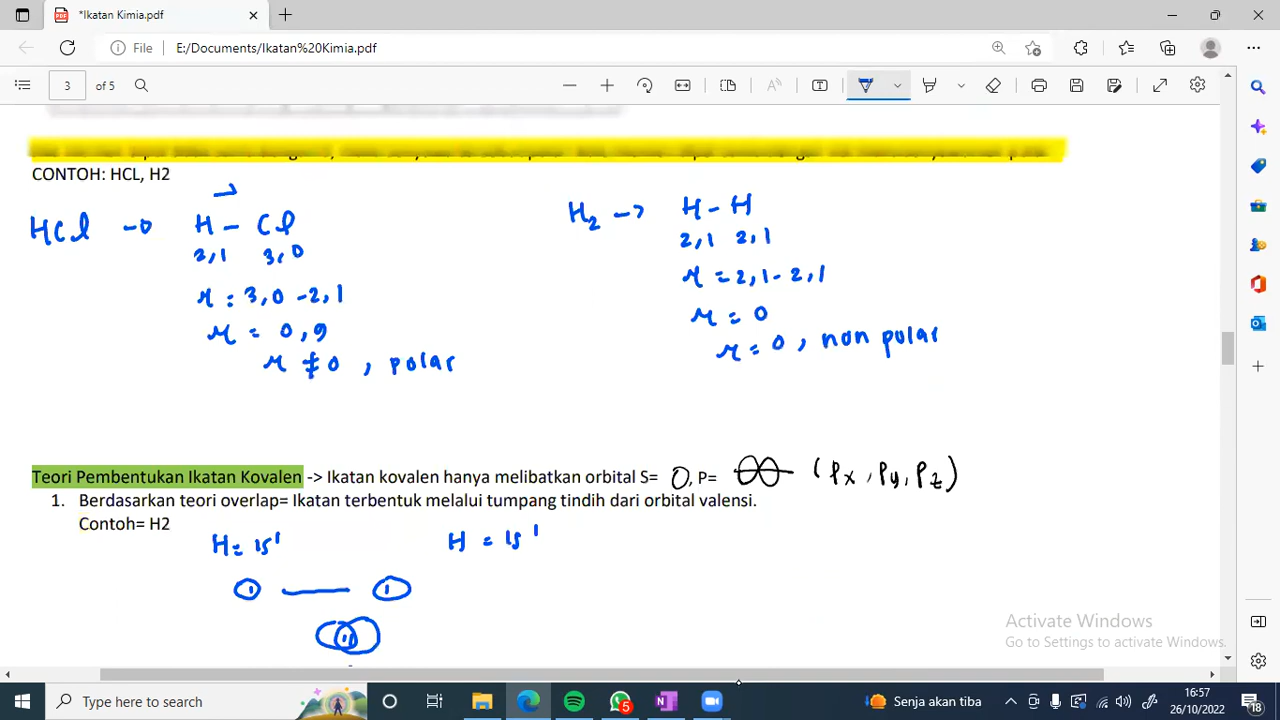 *Ikatan Kimia.pdf
File E:/Documents/Ikatan%20Kimia.pdf
3 of 5
CONTOH: HCL, H2
HCl → H – Cl
2,1 3,0
μ = 3,0 - 2,1
μ = 0,9
μ ≠ 0 , polar
H2 -> H - H
2,1 2,1
μ = 2,1 - 2,1
μ = 0
μ = 0 , non polar
Teori Pembentukan Ikatan Kovalen -> Ikatan kovalen hanya melibatkan orbital S= , P= (Px , Py, Pz)
1. Berdasarkan teori overlap= Ikatan terbentuk melalui tumpang tindih dari orbital valensi.
Contoh= H2
H = 1s¹ H = 1s¹
Activate Windows
Go to Settings to activate Windows.
Type here to search
5
Senja akan tiba
16:57
26/10/2022
18